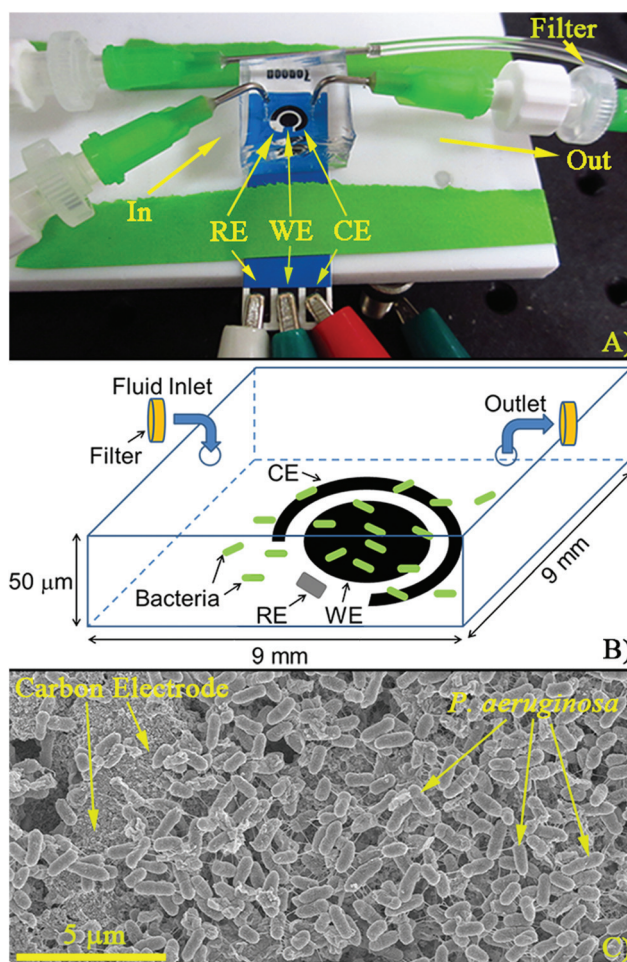 Filter
In
Out
RE WE CE
A)
Fluid Inlet
Filter
Outlet
CE
50 μm
Bacteria
RE
WE
9 mm
9 mm
B)
Carbon Electrode
P. aeruginosa
5 μm
C)